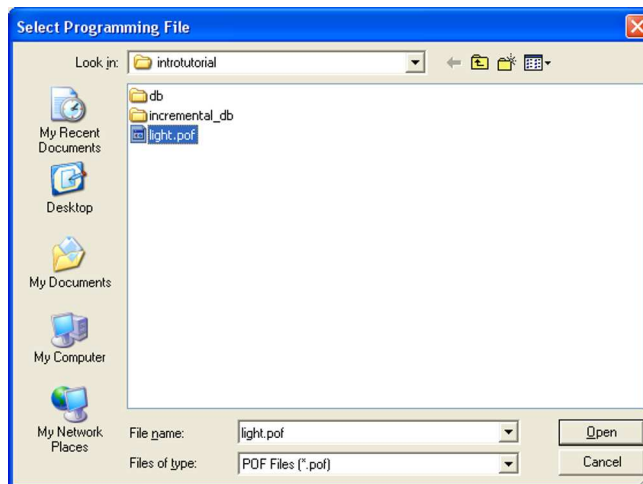 Select Programming File
Look in: introtutorial
db
incremental_db
light.pof
My Recent
Documents
Desktop
My Documents
My Computer
My Network
Places
File name: light.pof Open
Files of type: POF Files (*.pof) Cancel